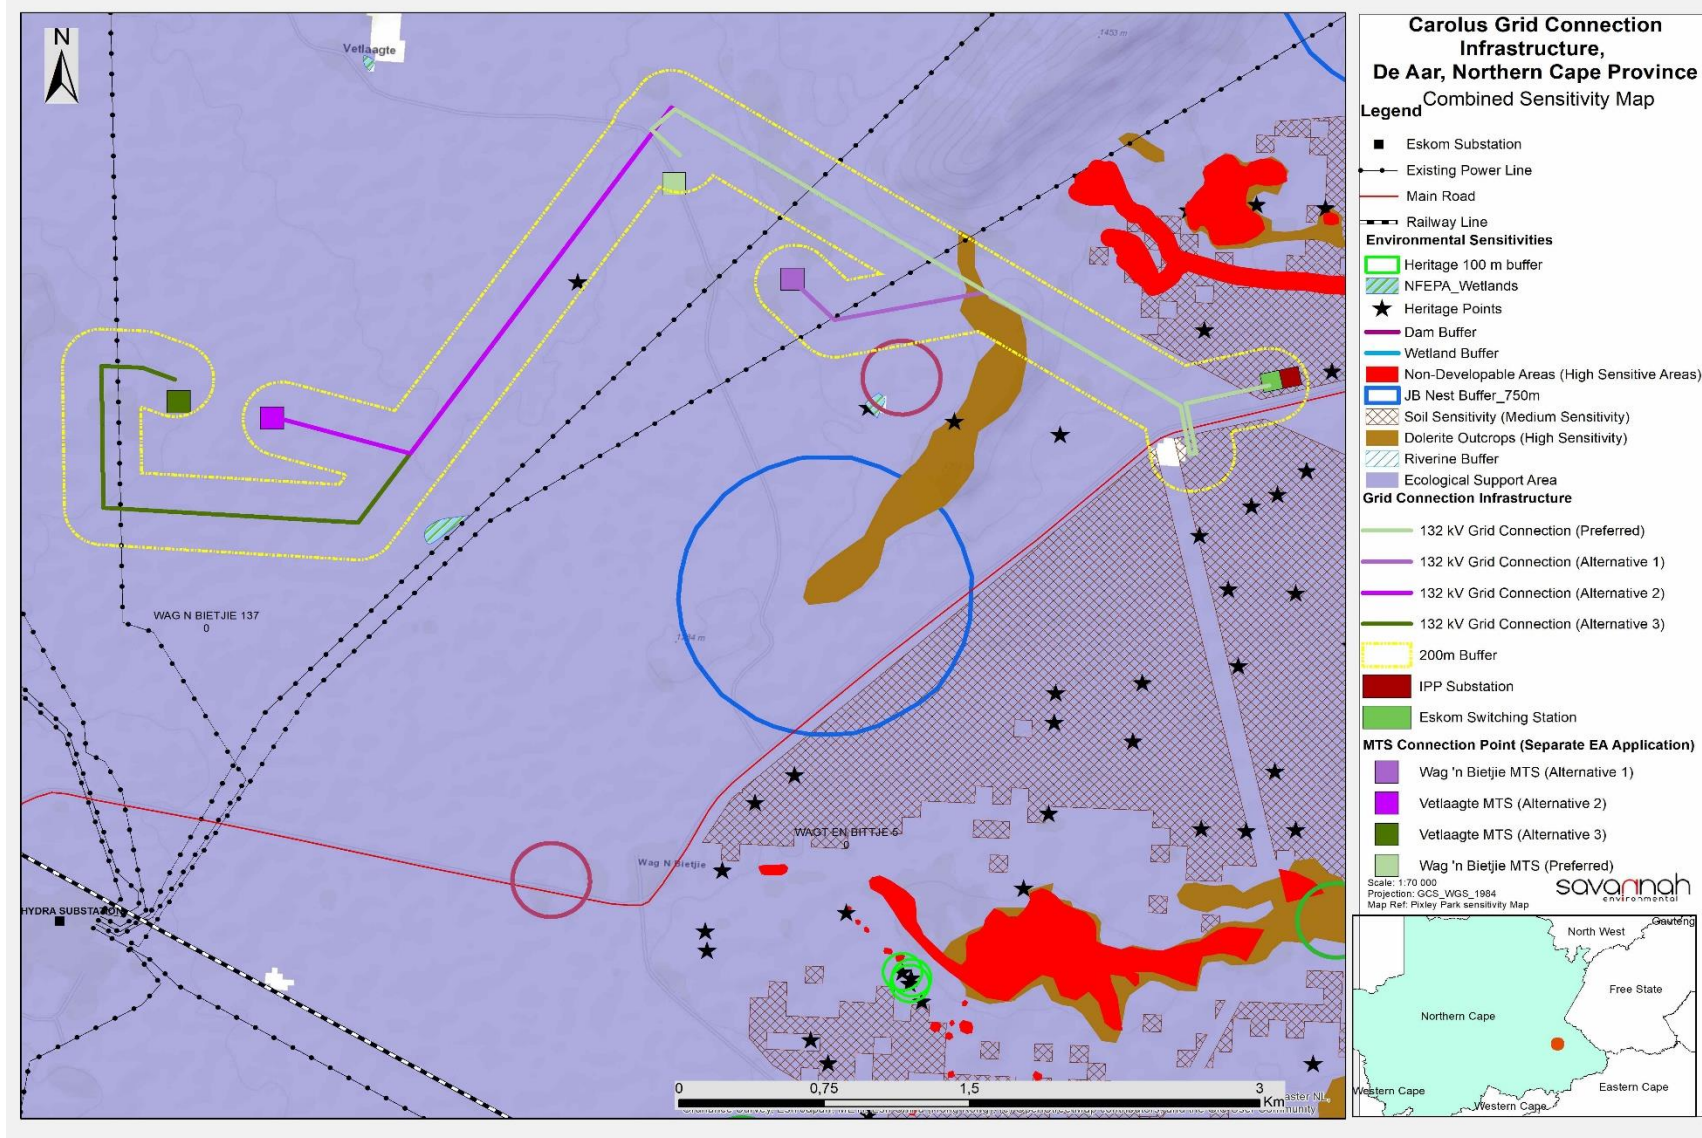 N
Vetlaagte
1453 m
WAG N BIETJIE 137
0
1394 m
WAGT EN BITTJE 5
0
Wag N Bietjie
HYDRA SUBSTATION
0
0,75
1,5
3
Km
Carolus Grid Connection
Infrastructure,
De Aar, Northern Cape Province
Combined Sensitivity Map
Legend
Eskom Substation
Existing Power Line
Main Road
Railway Line
Environmental Sensitivities
Heritage 100 m buffer
NFEPA_Wetlands
Heritage Points
Dam Buffer
Wetland Buffer
Non-Developable Areas (High Sensitive Areas)
JB Nest Buffer_750m
Soil Sensitivity (Medium Sensitivity)
Dolerite Outcrops (High Sensitivity)
Riverine Buffer
Ecological Support Area
Grid Connection Infrastructure
132 kV Grid Connection (Preferred)
132 kV Grid Connection (Alternative 1)
132 kV Grid Connection (Alternative 2)
132 kV Grid Connection (Alternative 3)
200m Buffer
IPP Substation
Eskom Switching Station
MTS Connection Point (Separate EA Application)
Wag 'n Bietjie MTS (Alternative 1)
Vetlaagte MTS (Alternative 2)
Vetlaagte MTS (Alternative 3)
Wag 'n Bietjie MTS (Preferred)
Scale: 1:70 000
Projection: GCS_WGS_1984
Map Ref: Pixley Park sensitivity Map
savannah
environmental
North West
Gauteng
Free State
Northern Cape
Eastern Cape
Western Cape
Western Cape